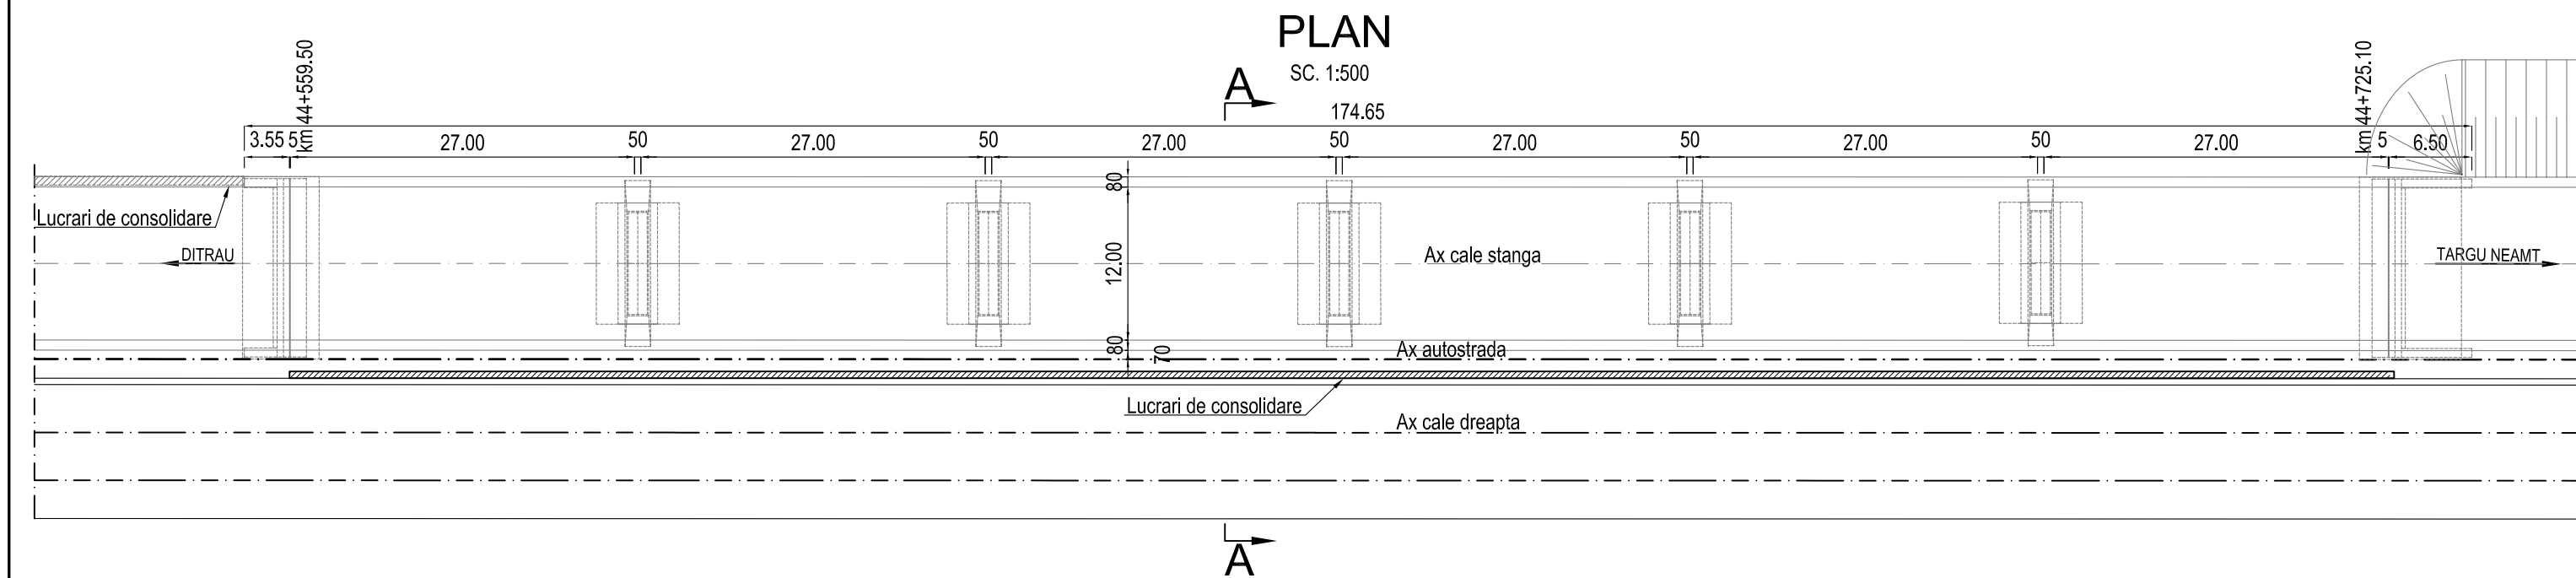 PLAN
SC. 1:500
A
174.65
km 44+559.50
km 44+725.10
3.55 5 27.00 50 27.00 50 27.00 50 27.00 50 27.00 50 27.00 5 6.50
80
Lucrari de consolidare
DITRAU
12.00
Ax cale stanga
TARGU NEAMT
80
70
Ax autostrada
Lucrari de consolidare
Ax cale dreapta
A